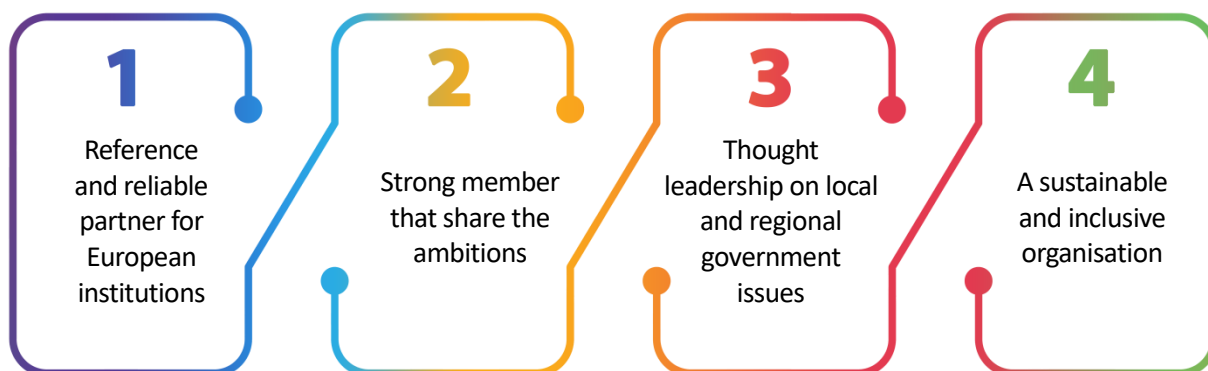 1
Reference
and reliable
partner for
European
institutions
2
Strong member
that share the
ambitions
3
Thought
leadership on local
and regional
government
issues
4
A sustainable
and inclusive
organisation